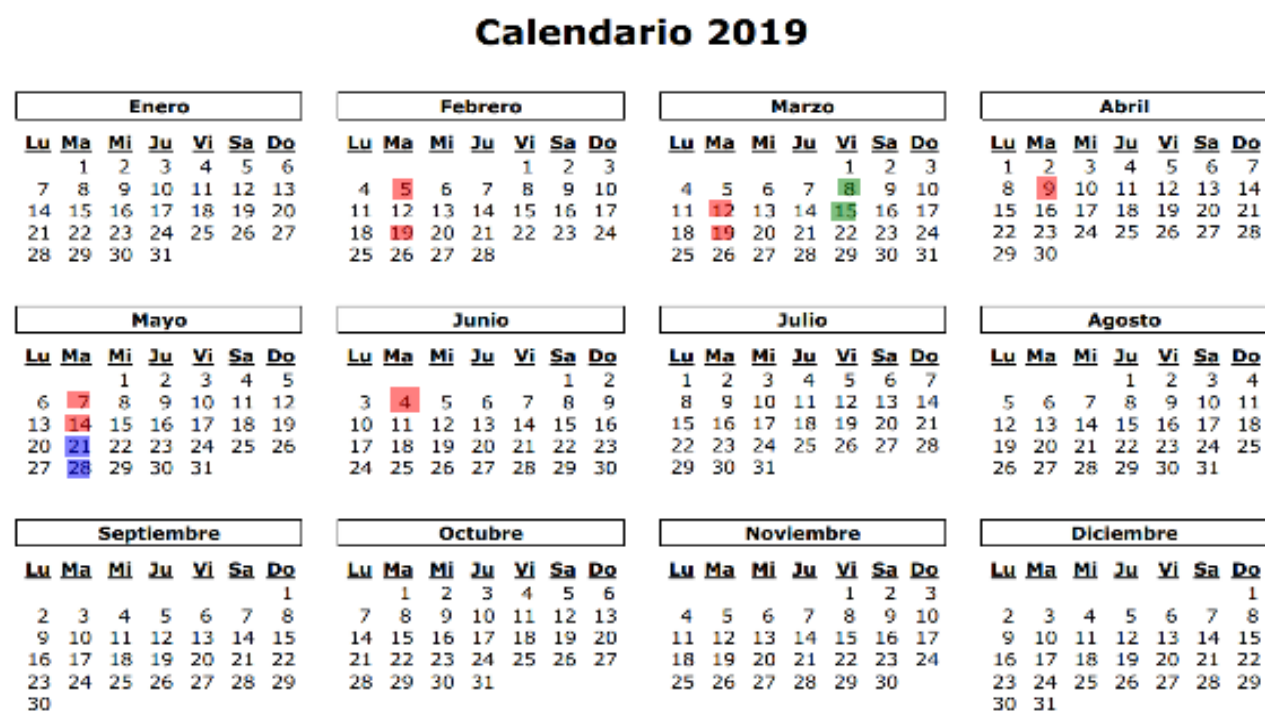 Calendario 2019
Enero Febrero Marzo Abril
Lu Ma Mi Ju Vi Sa Do Lu Ma Mi Ju Vi Sa Do Lu Ma Mi Ju Vi Sa Do Lu Ma Mi Ju Vi Sa Do
1 2 3 4 5 6 1 2 3 1 2 3 1 2 3 4 5 6 7
7 8 9 10 11 12 13 4 5 6 7 8 9 10 4 5 6 7 8 9 10 8 9 10 11 12 13 14
14 15 16 17 18 19 20 11 12 13 14 15 16 17 11 12 13 14 15 16 17 15 16 17 18 19 20 21
21 22 23 24 25 26 27 18 19 20 21 22 23 24 18 19 20 21 22 23 24 22 23 24 25 26 27 28
28 29 30 31 25 26 27 28 25 26 27 28 29 30 31 29 30
Mayo Junio Julio Agosto
Lu Ma Mi Ju Vi Sa Do Lu Ma Mi Ju Vi Sa Do Lu Ma Mi Ju Vi Sa Do Lu Ma Mi Ju Vi Sa Do
1 2 3 4 5 1 2 1 2 3 4 5 6 7 1 2 3 4
6 7 8 9 10 11 12 3 4 5 6 7 8 9 8 9 10 11 12 13 14 5 6 7 8 9 10 11
13 14 15 16 17 18 19 10 11 12 13 14 15 16 15 16 17 18 19 20 21 12 13 14 15 16 17 18
20 21 22 23 24 25 26 17 18 19 20 21 22 23 22 23 24 25 26 27 28 19 20 21 22 23 24 25
27 28 29 30 31 24 25 26 27 28 29 30 29 30 31 26 27 28 29 30 31
Septiembre Octubre Noviembre Diciembre
Lu Ma Mi Ju Vi Sa Do Lu Ma Mi Ju Vi Sa Do Lu Ma Mi Ju Vi Sa Do Lu Ma Mi Ju Vi Sa Do
1 1 2 3 4 5 6 1 2 3 1
2 3 4 5 6 7 8 7 8 9 10 11 12 13 4 5 6 7 8 9 10 2 3 4 5 6 7 8
9 10 11 12 13 14 15 14 15 16 17 18 19 20 11 12 13 14 15 16 17 9 10 11 12 13 14 15
16 17 18 19 20 21 22 21 22 23 24 25 26 27 18 19 20 21 22 23 24 16 17 18 19 20 21 22
23 24 25 26 27 28 29 28 29 30 31 25 26 27 28 29 30 23 24 25 26 27 28 29
30 30 31